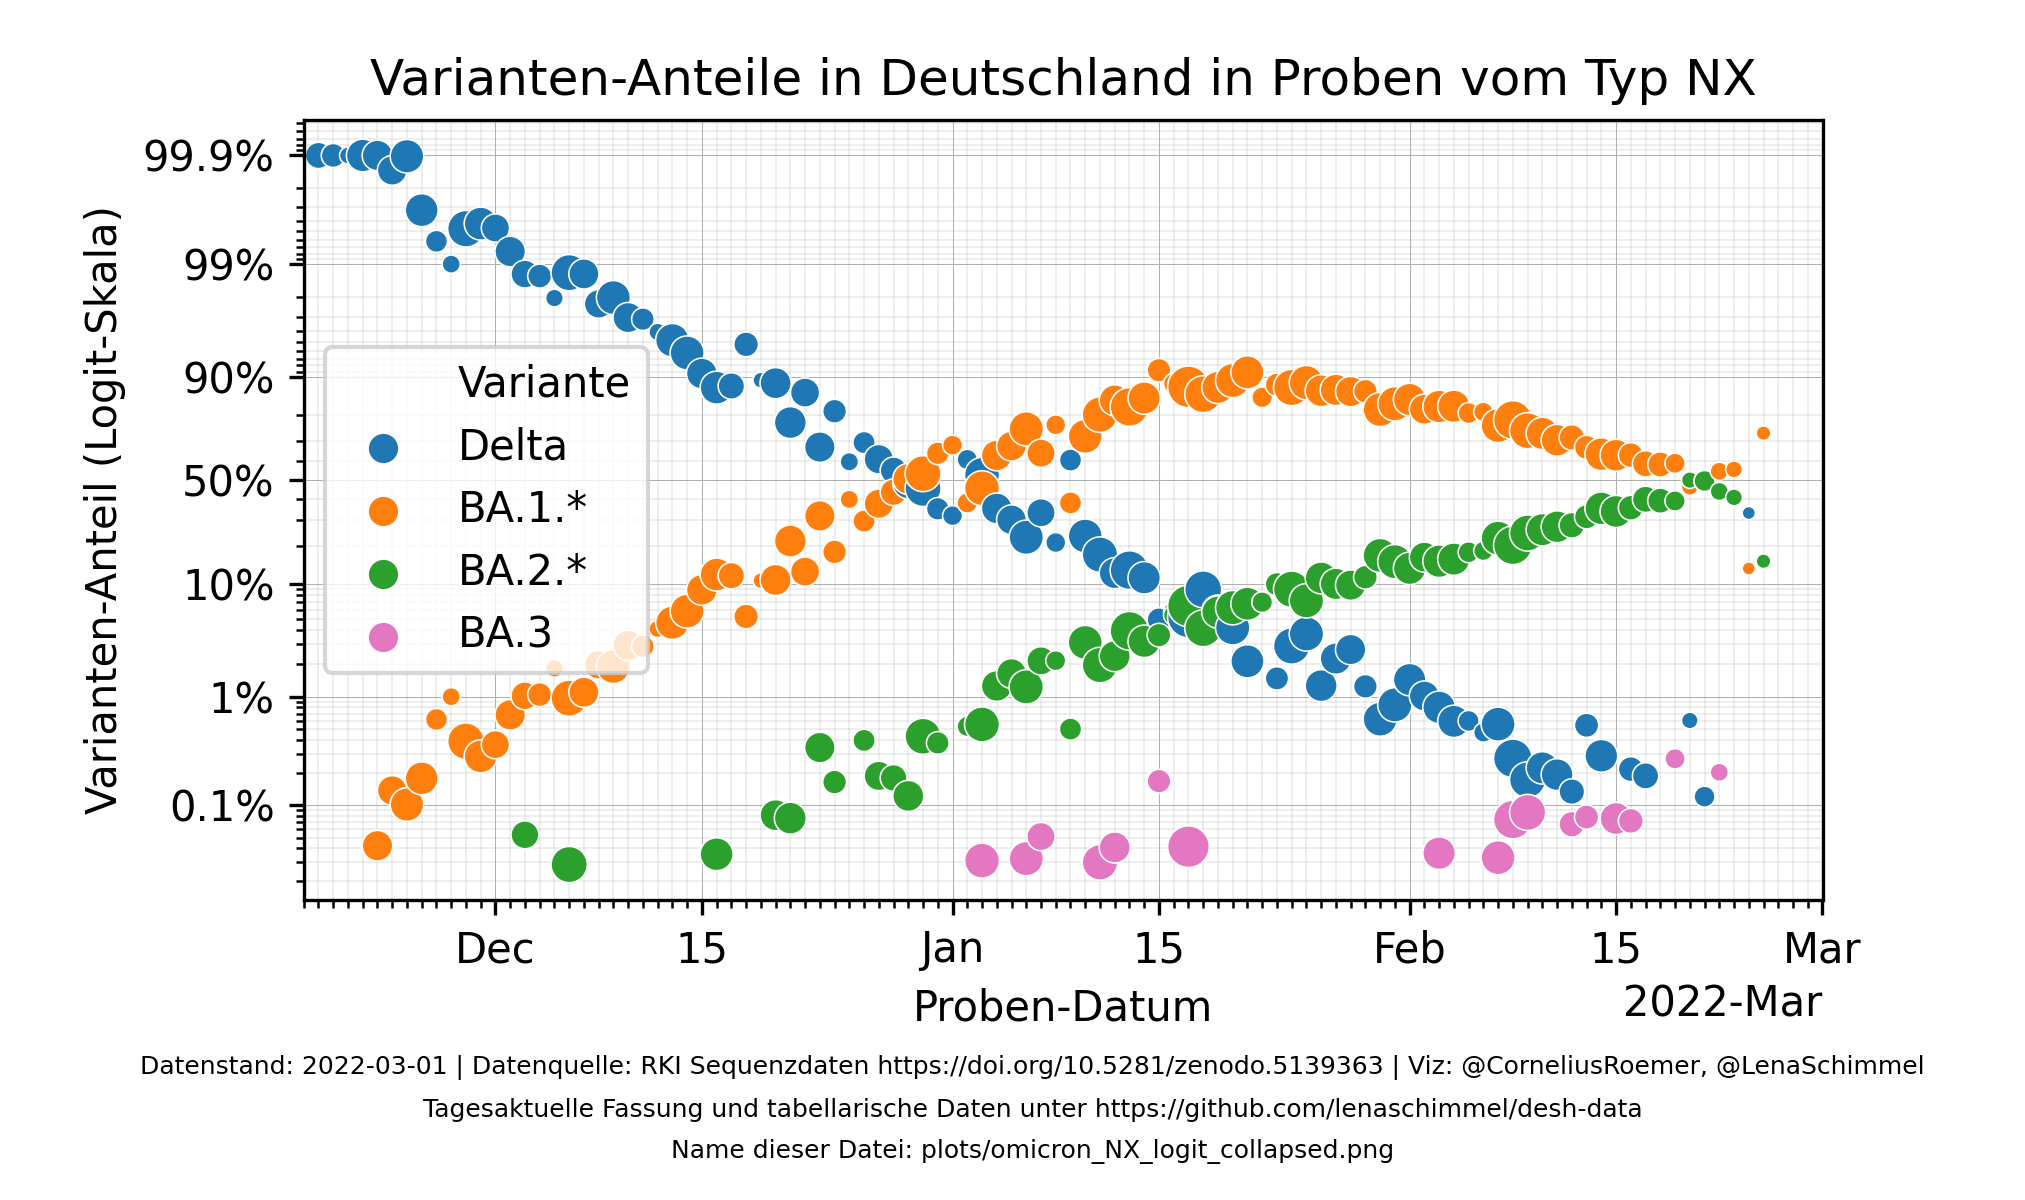 Varianten-Anteile in Deutschland in Proben vom Typ NX
Varianten-Anteil (Logit-Skala)
99.9%
99%
90%
50%
10%
1%
0.1%
Variante
Delta
BA.1.*
BA.2.*
BA.3
Dec 15 Jan 15 Feb 15 Mar
Proben-Datum
2022-Mar
Datenstand: 2022-03-01 | Datenquelle: RKI Sequenzdaten https://doi.org/10.5281/zenodo.5139363 | Viz: @CorneliusRoemer, @LenaSchimmel
Tagesaktuelle Fassung und tabellarische Daten unter https://github.com/lenaschimmel/desh-data
Name dieser Datei: plots/omicron_NX_logit_collapsed.png